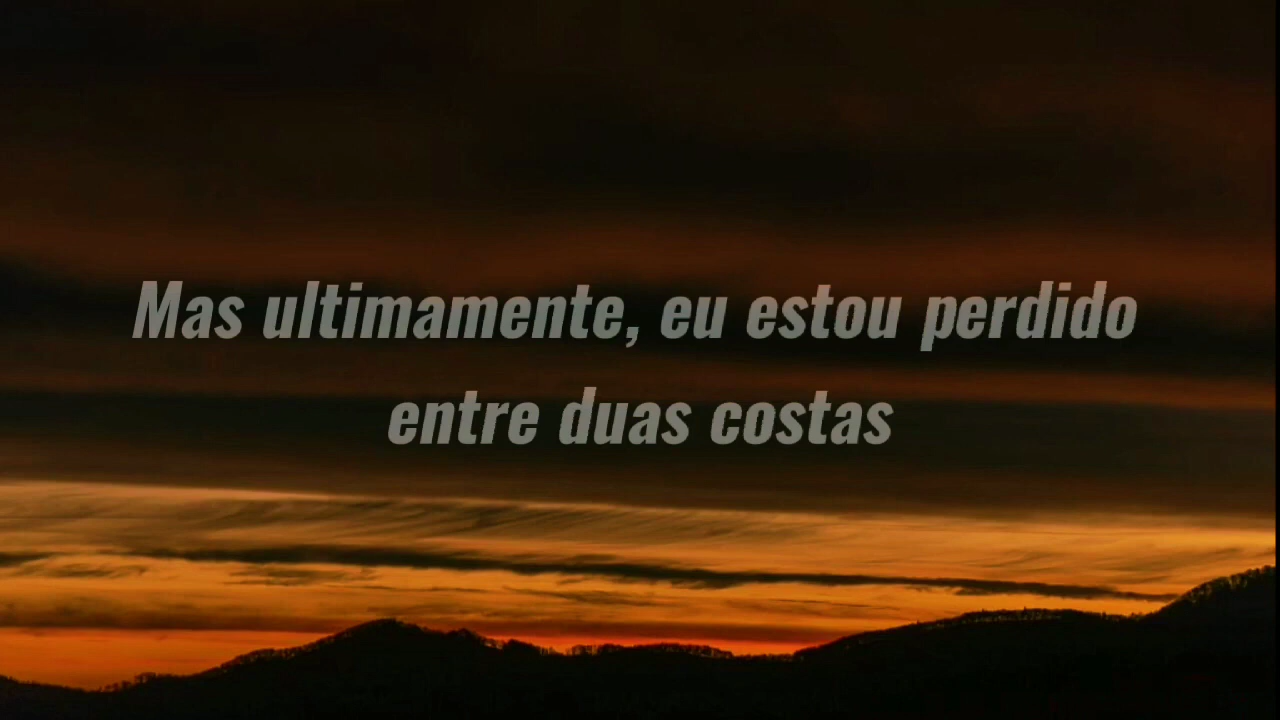 Mas ultimamente, eu estou perdido
entre duas costas